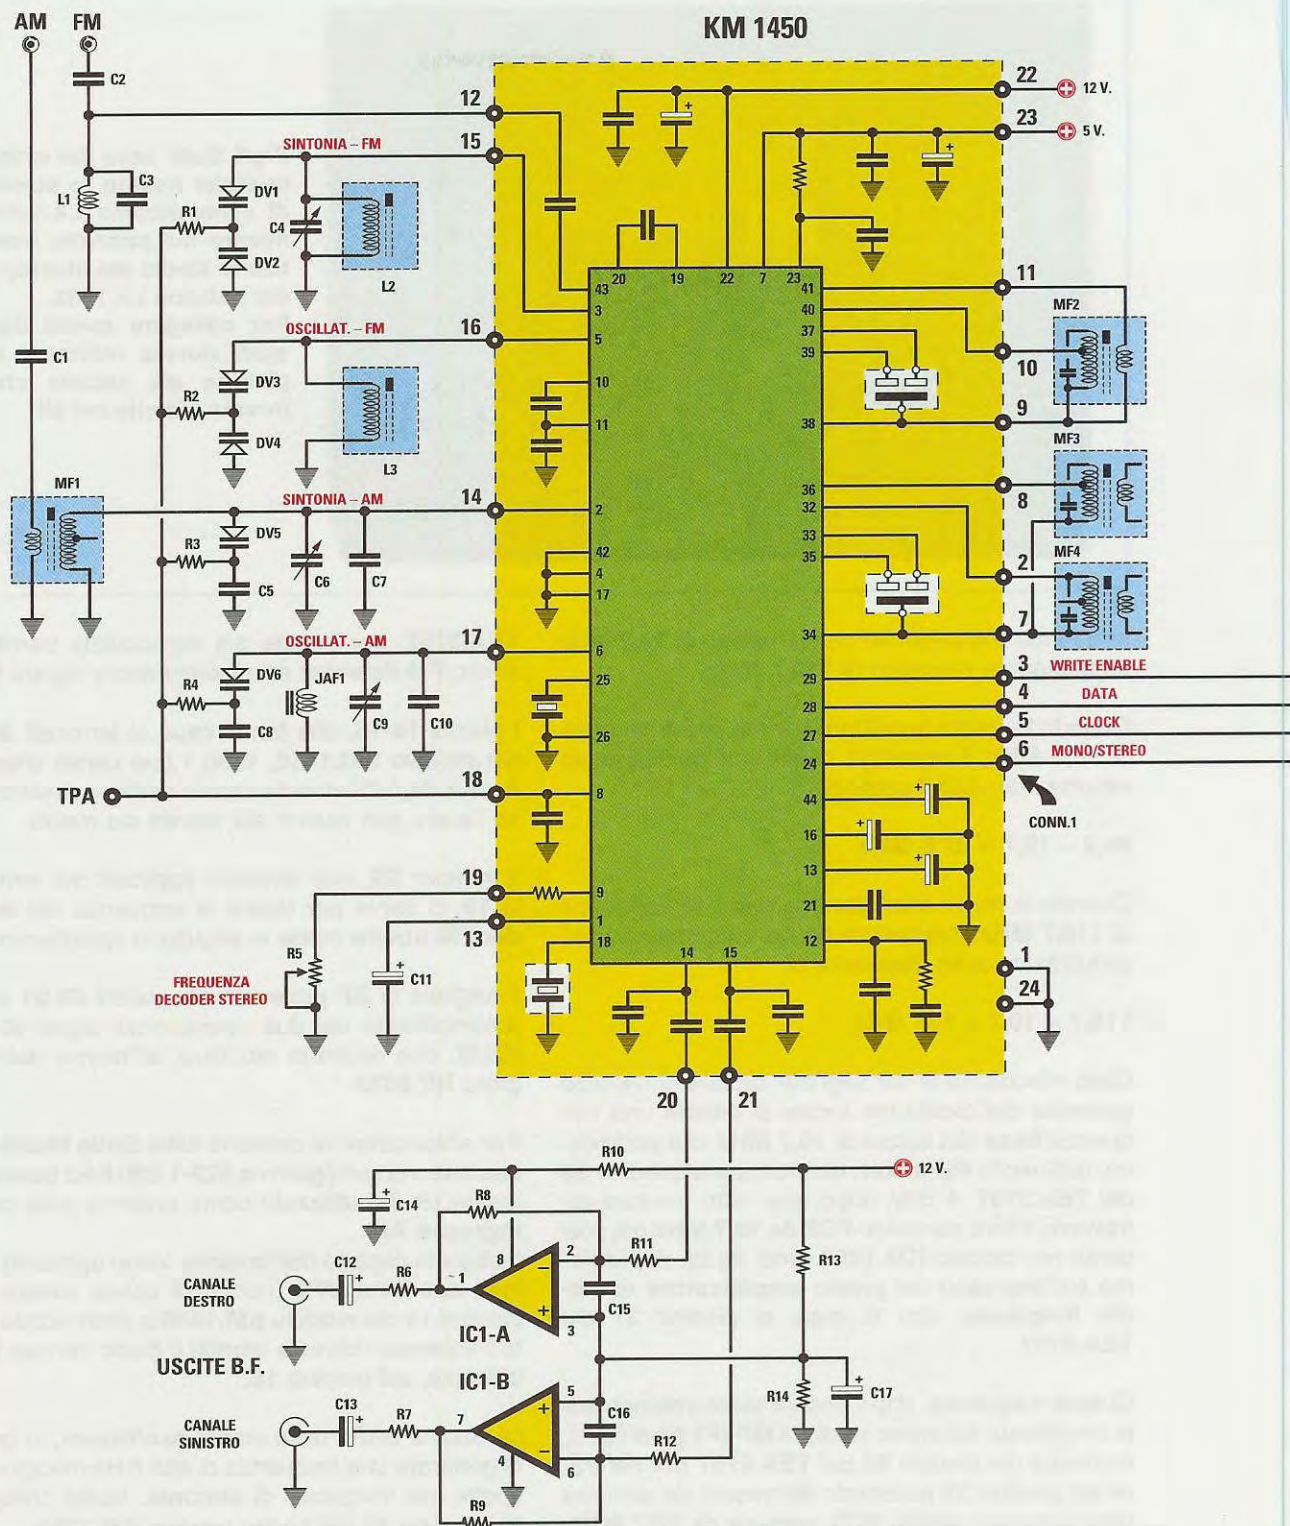 AM FM
KM 1450
C2
12
22
12 V.
23
5 V.
15
SINTONIA – FM
C3
L1
DV1
R1
C4
DV2
L2
20
19
22
7
23
43
3
5
10
11
2
42
4
17
6
25
26
8
9
1
18
14
15
41
40
37
39
38
36
32
33
35
34
29
28
27
24
44
16
13
21
12
11
MF2
10
9
MF3
8
MF4
2
7
3
WRITE ENABLE
4
DATA
5
CLOCK
6
MONO/STEREO
CONN.1
1
24
OSCILLAT. – FM
16
C1
DV3
R2
DV4
L3
MF1
SINTONIA – AM
14
DV5
R3
C5
C6
C7
OSCILLAT. – AM
17
DV6
R4
JAF1
C8
C9
C10
TPA
18
19
13
R5
FREQUENZA
DECODER STEREO
C11
20
21
R10
12 V.
C14
R8
R11
R13
8
2
C12
R6
1
CANALE
DESTRO
C15
3
IC1-A
USCITE B.F.
IC1-B
R14
C17
C13
R7
7
5
C16
4
6
R12
CANALE
SINISTRO
R9